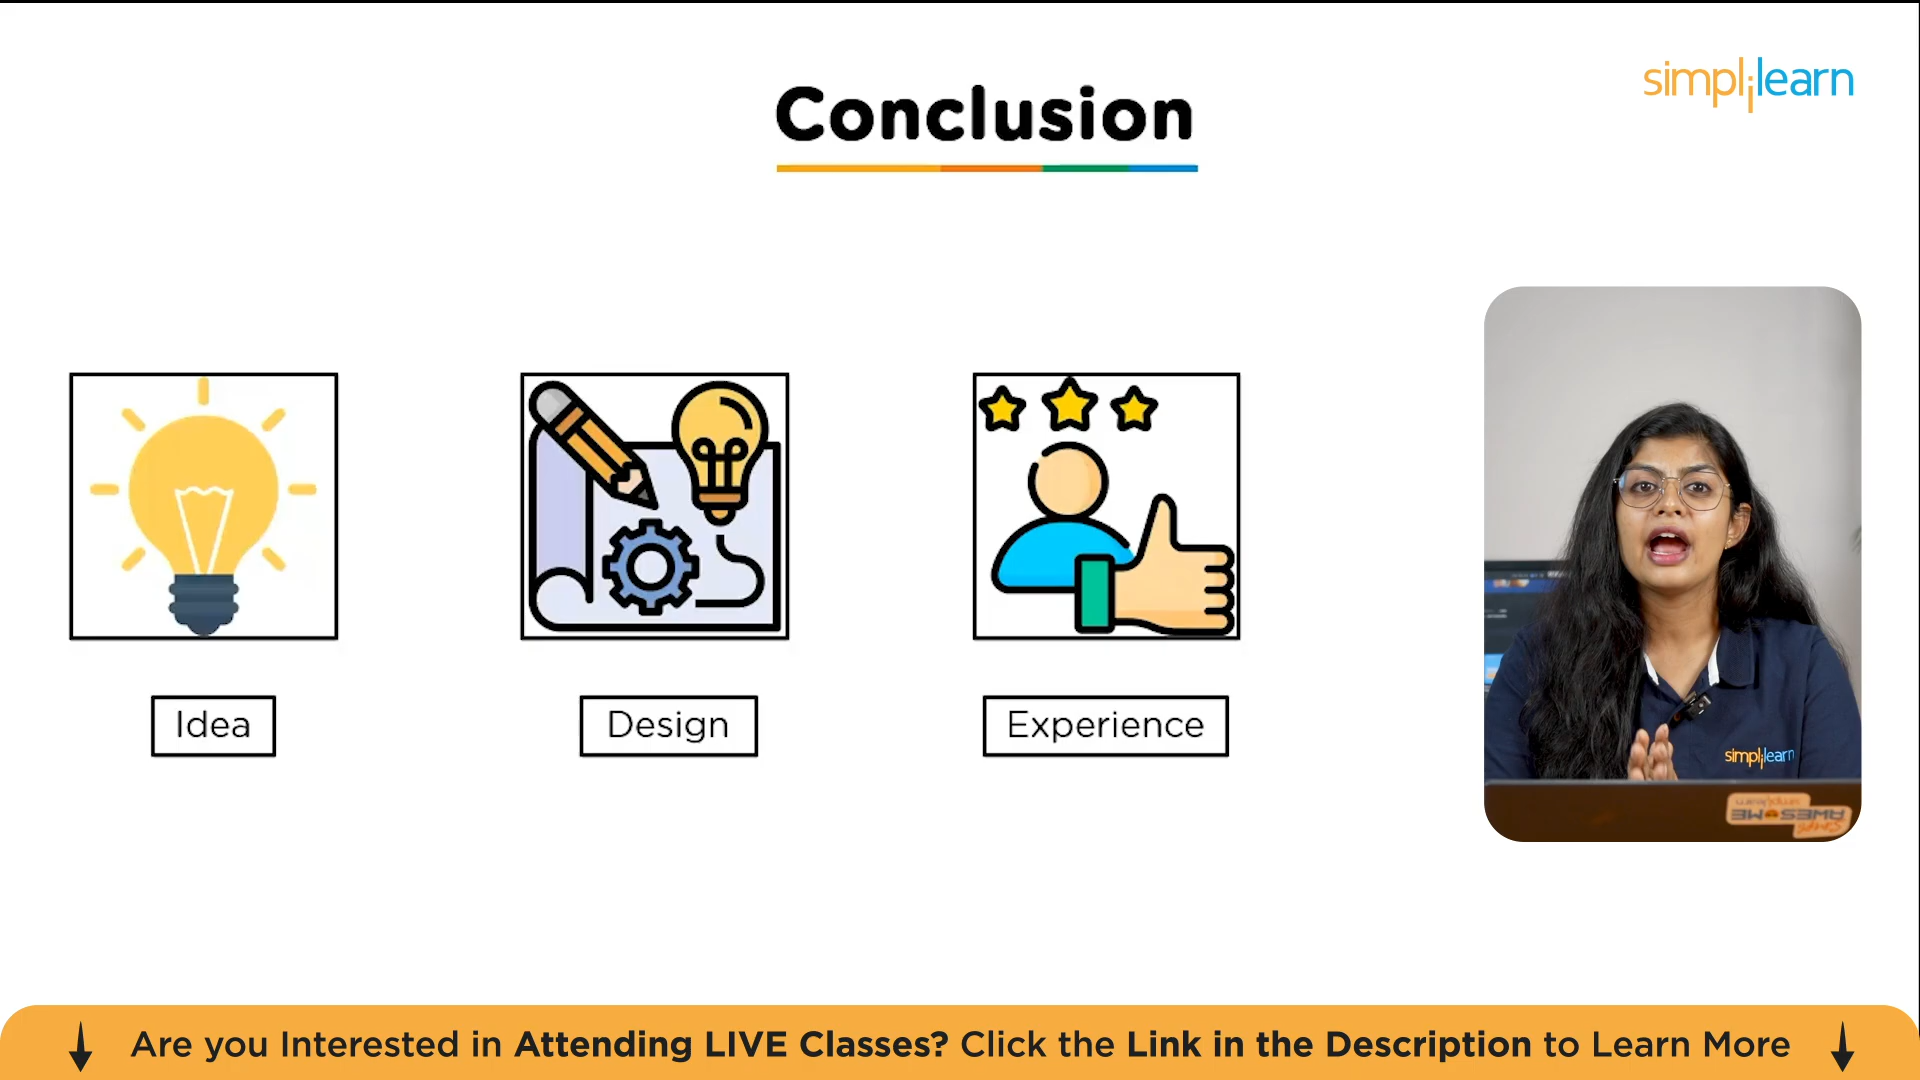 simplilearn
Conclusion
Idea
Design
Experience
simplilearn
AWESOME
Are you Interested in Attending LIVE Classes? Click the Link in the Description to Learn More